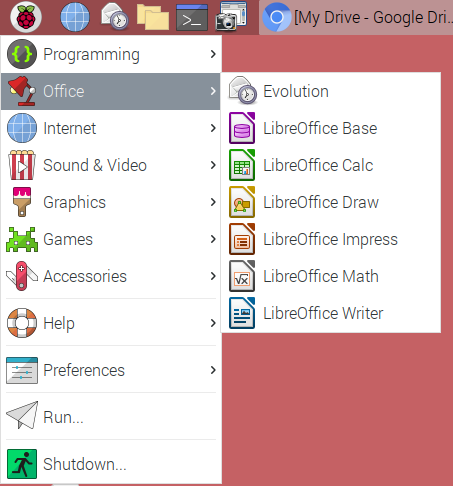 [My Drive - Google Dri...
Programming
Office
Internet
Sound & Video
Graphics
Games
Accessories
Help
Preferences
Run...
Shutdown...
Evolution
LibreOffice Base
LibreOffice Calc
LibreOffice Draw
LibreOffice Impress
LibreOffice Math
LibreOffice Writer